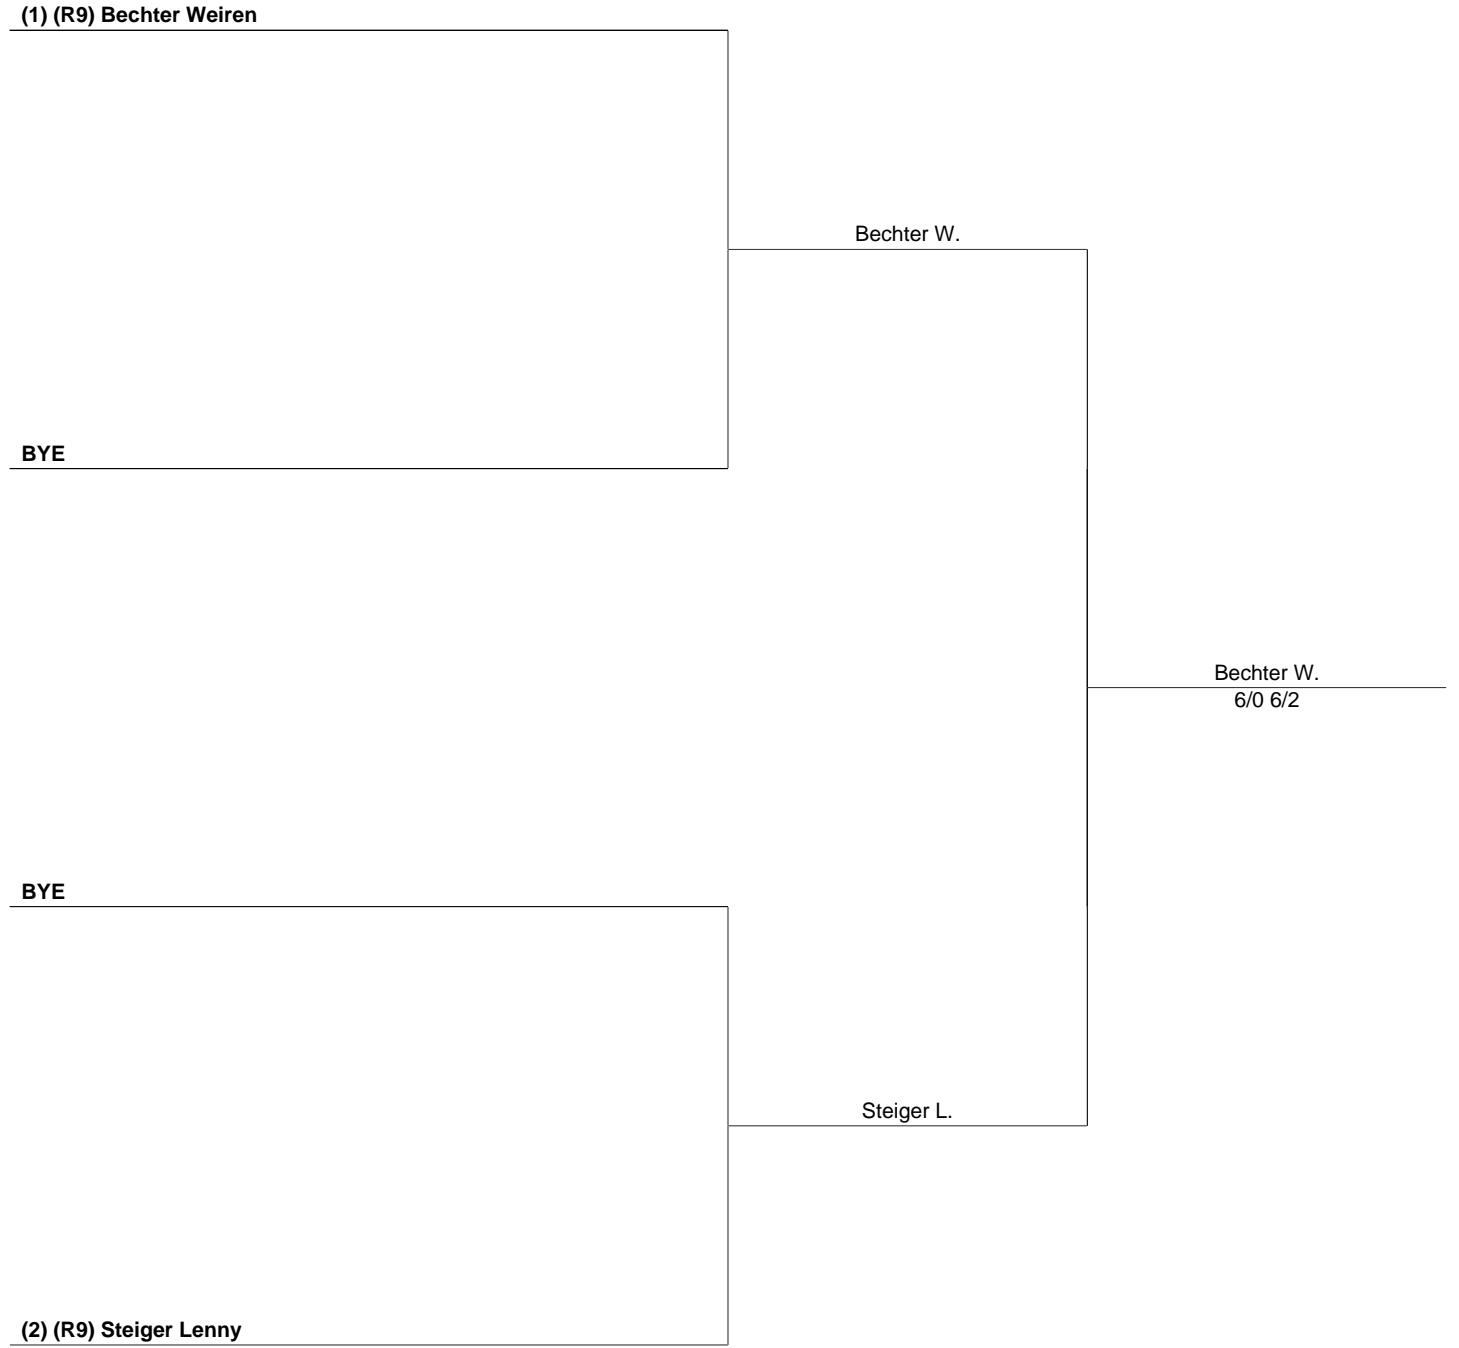 (1) (R9) Bechter Weiren
Bechter W.
BYE
Bechter W.
6/0 6/2
BYE
Steiger L.
(2) (R9) Steiger Lenny